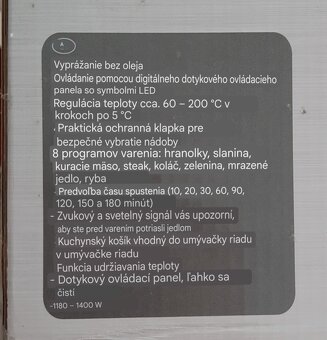 A
Vyprážanie bez oleja
Ovládanie pomocou digitálneho dotykového ovládacieho
panela so symbolmi LED
Regulácia teploty cca. 60 – 200 °C v
krokoch po 5 °C
. Praktická ochranná klapka pre
bezpečné vybratie nádoby
8 programov varenia: hranolky, slanina,
kuracie mäso, steak, koláč, zelenina, mrazené
jedlo, ryba
. Predvoľba času spustenia (10, 20, 30, 60, 90,
120, 150 a 180 minút)
- Zvukový a svetelný signál vás upozorní,
aby ste pred varením potriasli jedlom
Kuchynský košík vhodný do umývačky riadu
v umývačke riadu
Funkcia udržiavania teploty
- Dotykový ovládací panel, ľahko sa
čistí
-1180 – 1400 W